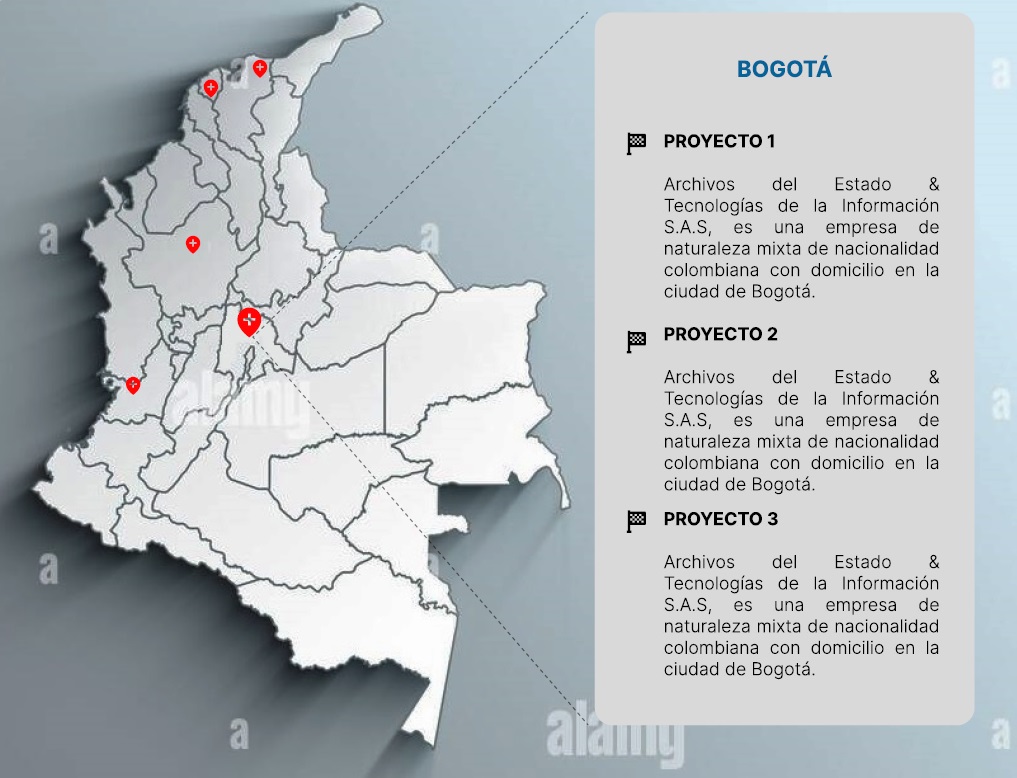 BOGOTÁ
PROYECTO 1
Archivos del Estado &
Tecnologías de la Información
S.A.S, es una empresa de
naturaleza mixta de nacionalidad
colombiana con domicilio en la
ciudad de Bogotá.
PROYECTO 2
Archivos del Estado &
Tecnologías de la Información
S.A.S, es una empresa de
naturaleza mixta de nacionalidad
colombiana con domicilio en la
ciudad de Bogotá.
PROYECTO 3
Archivos del Estado &
Tecnologías de la Información
S.A.S, es una empresa de
naturaleza mixta de nacionalidad
colombiana con domicilio en la
ciudad de Bogotá.
a
a
a
a
alamy
a
a
a
a
alamy
a